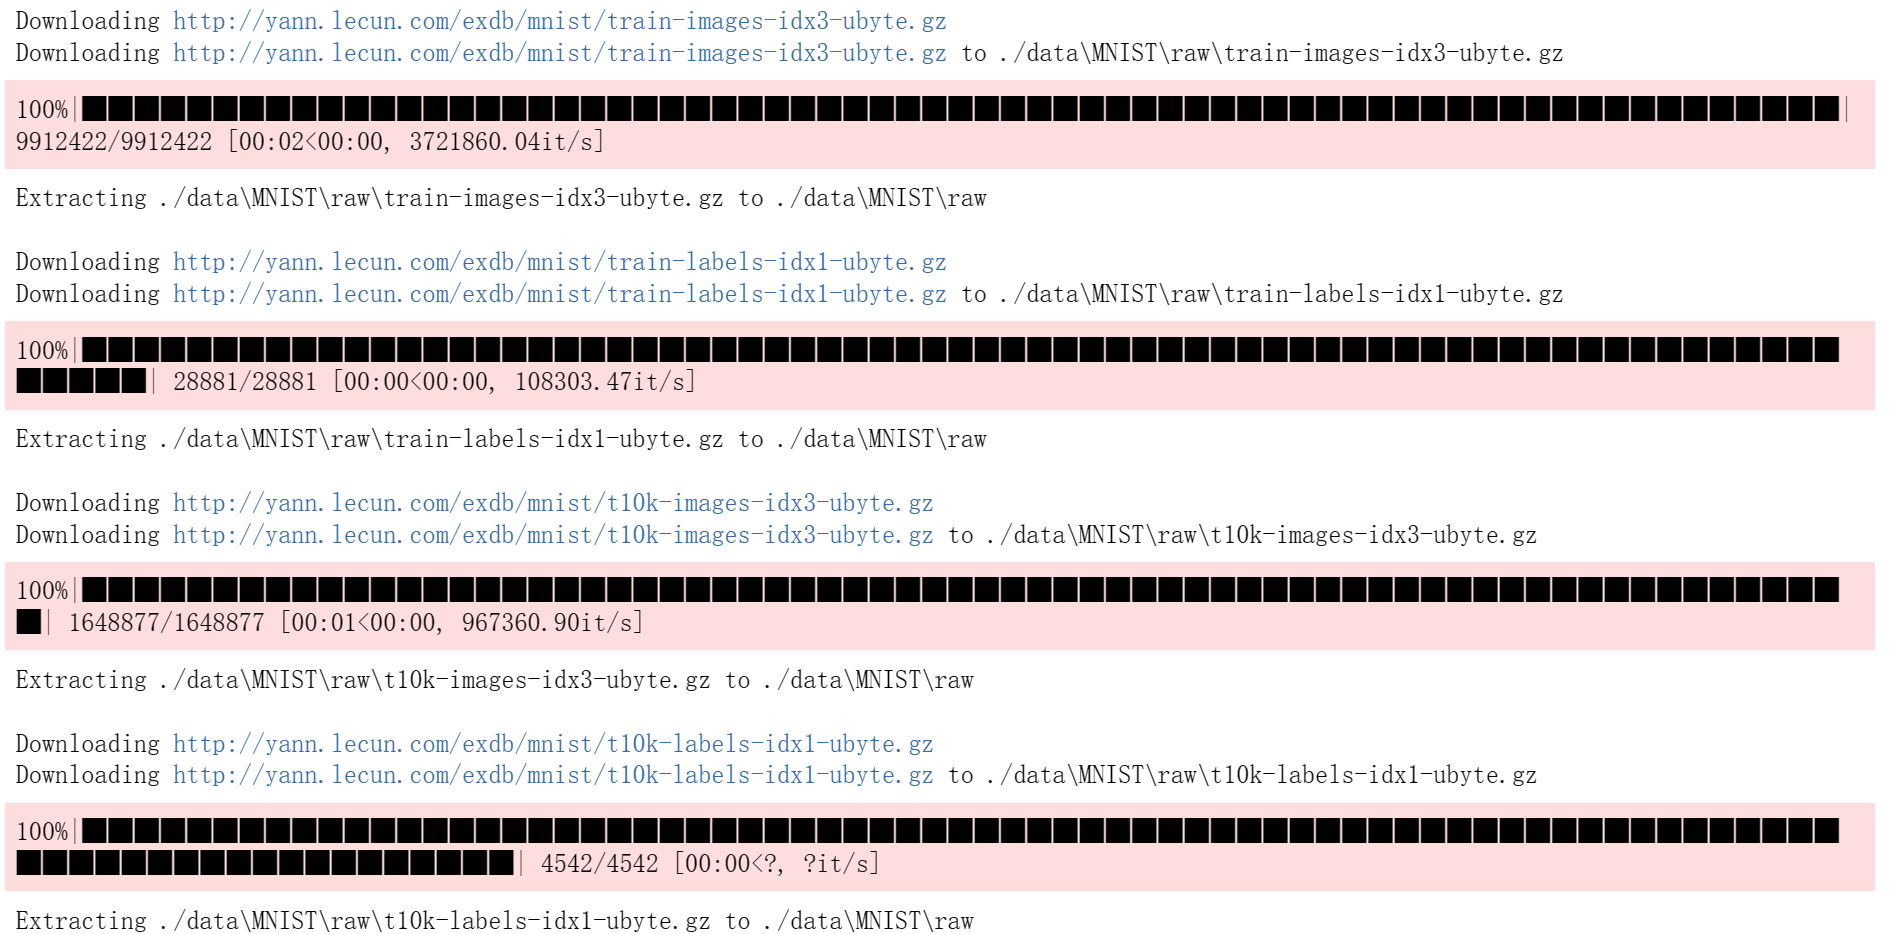 Downloading http://yann.lecun.com/exdb/mnist/train-images-idx3-ubyte.gz
Downloading http://yann.lecun.com/exdb/mnist/train-images-idx3-ubyte.gz to ./data\MNIST\raw\train-images-idx3-ubyte.gz
100%|███████████████████████████████████████████████████████████████████|
9912422/9912422 [00:02<00:00, 3721860.04it/s]
Extracting ./data\MNIST\raw\train-images-idx3-ubyte.gz to ./data\MNIST\raw
Downloading http://yann.lecun.com/exdb/mnist/train-labels-idx1-ubyte.gz
Downloading http://yann.lecun.com/exdb/mnist/train-labels-idx1-ubyte.gz to ./data\MNIST\raw\train-labels-idx1-ubyte.gz
100%|███████████████████████████████████████████████████████████████████
█████| 28881/28881 [00:00<00:00, 108303.47it/s]
Extracting ./data\MNIST\raw\train-labels-idx1-ubyte.gz to ./data\MNIST\raw
Downloading http://yann.lecun.com/exdb/mnist/t10k-images-idx3-ubyte.gz
Downloading http://yann.lecun.com/exdb/mnist/t10k-images-idx3-ubyte.gz to ./data\MNIST\raw\t10k-images-idx3-ubyte.gz
100%|███████████████████████████████████████████████████████████████████
█| 1648877/1648877 [00:01<00:00, 967360.90it/s]
Extracting ./data\MNIST\raw\t10k-images-idx3-ubyte.gz to ./data\MNIST\raw
Downloading http://yann.lecun.com/exdb/mnist/t10k-labels-idx1-ubyte.gz
Downloading http://yann.lecun.com/exdb/mnist/t10k-labels-idx1-ubyte.gz to ./data\MNIST\raw\t10k-labels-idx1-ubyte.gz
100%|███████████████████████████████████████████████████████████████████
███████████████████| 4542/4542 [00:00<?, ?it/s]
Extracting ./data\MNIST\raw\t10k-labels-idx1-ubyte.gz to ./data\MNIST\raw